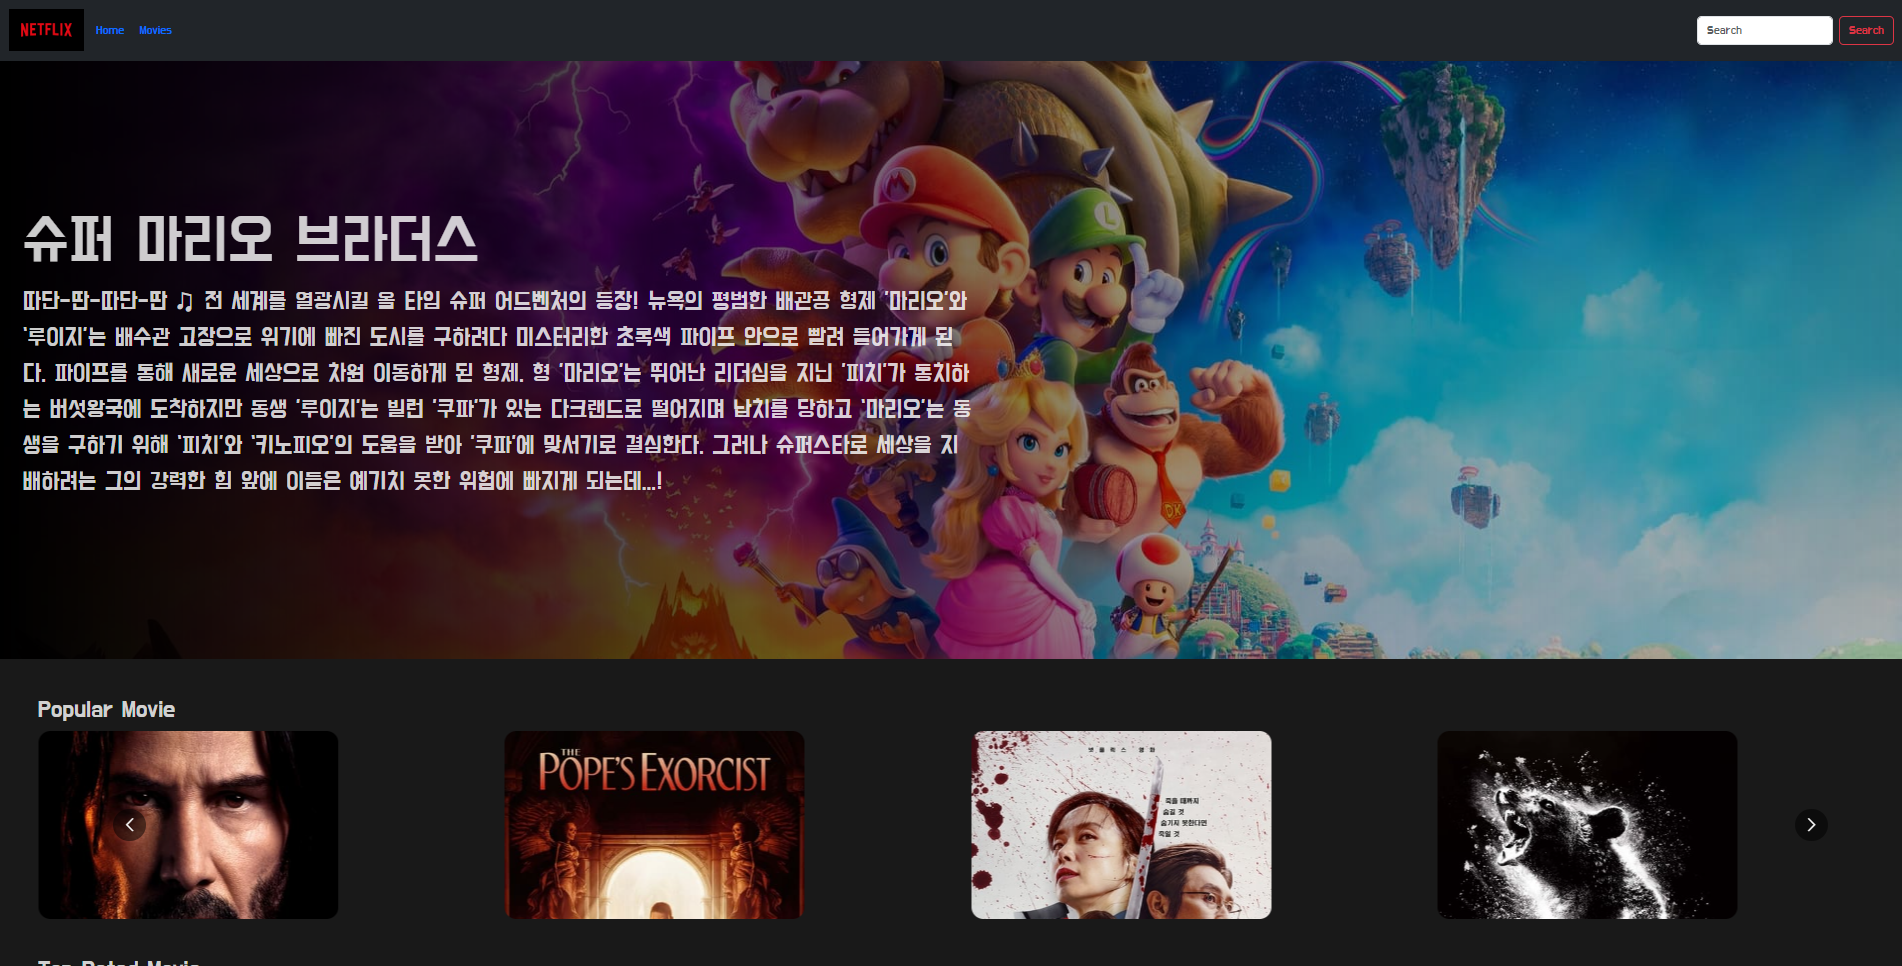 NETFLIX
Home
Movies
Search
Search
슈퍼 마리오 브라더스
따단-딴-따단-딴 ♫ 전 세계를 열광시킬 올 타임 슈퍼 어드벤처의 등장! 뉴욕의 평범한 배관공 형제 '마리오'와
'루이지'는 배수관 고장으로 위기에 빠진 도시를 구하려다 미스터리한 초록색 파이프 안으로 빨려 들어가게 된
다. 파이프를 통해 새로운 세상으로 차원 이동하게 된 형제. 형 '마리오'는 뛰어난 리더십을 지닌 '피치'가 통치하
는 버섯왕국에 도착하지만 동생 '루이지'는 빌런 '쿠파'가 있는 다크랜드로 떨어지며 납치를 당하고 '마리오'는 동
생을 구하기 위해 '피치'와 '키노피오'의 도움을 받아 '쿠파'에 맞서기로 결심한다. 그러나 슈퍼스타로 세상을 지
배하려는 그의 강력한 힘 앞에 이들은 예기치 못한 위험에 빠지게 되는데...!
M
L
DK
Popular Movie
THE
POPE'S EXORCIST
넷플릭스 영화
죽을 때까지
숨길 것
숨기지 못한다면
죽일 것
Top Rated Movie